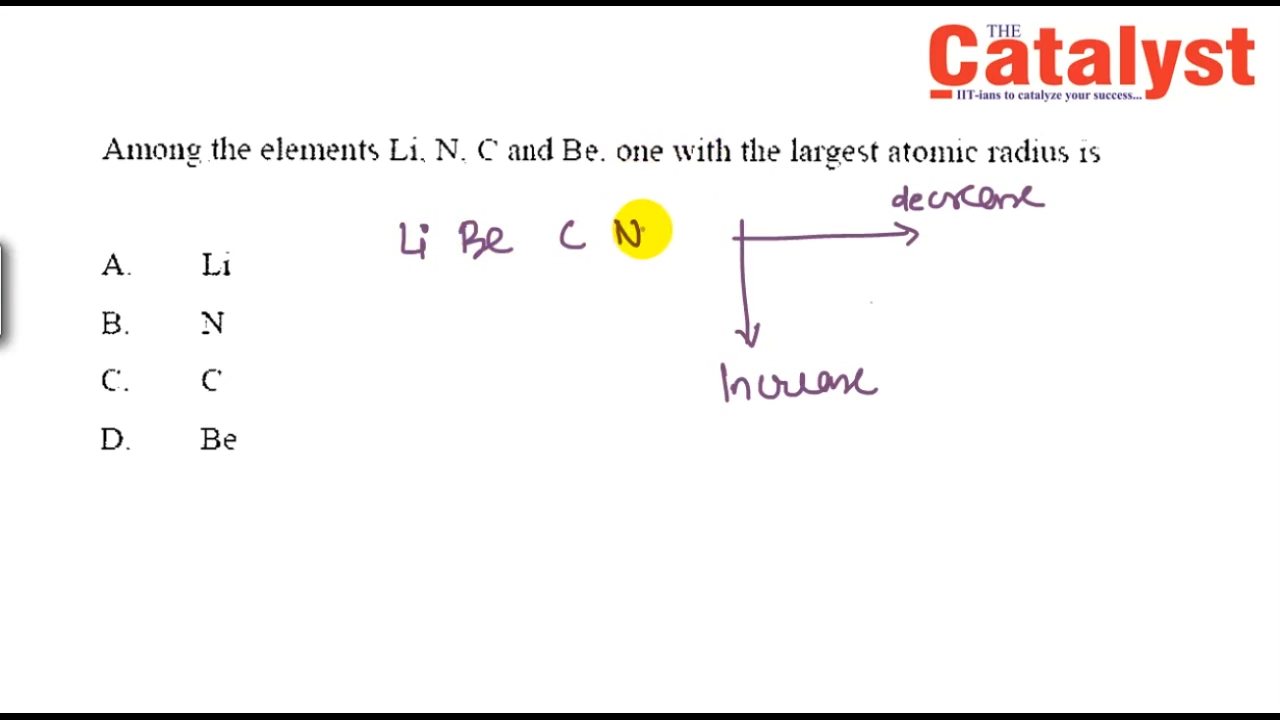 THE
Catalyst
IIT-ians to catalyze your success...
Among the elements Li, N, C and Be, one with the largest atomic radius is
decrease
Li Be C N
A. Li
B. N
Increase
C. C
D. Be